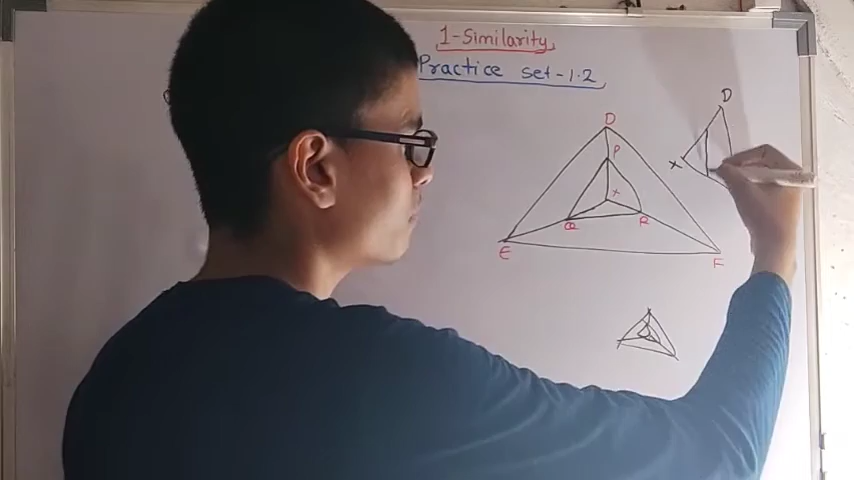 1-Similarity
Practice set-1.2
D
P
x
Q
R
E
F
D
x